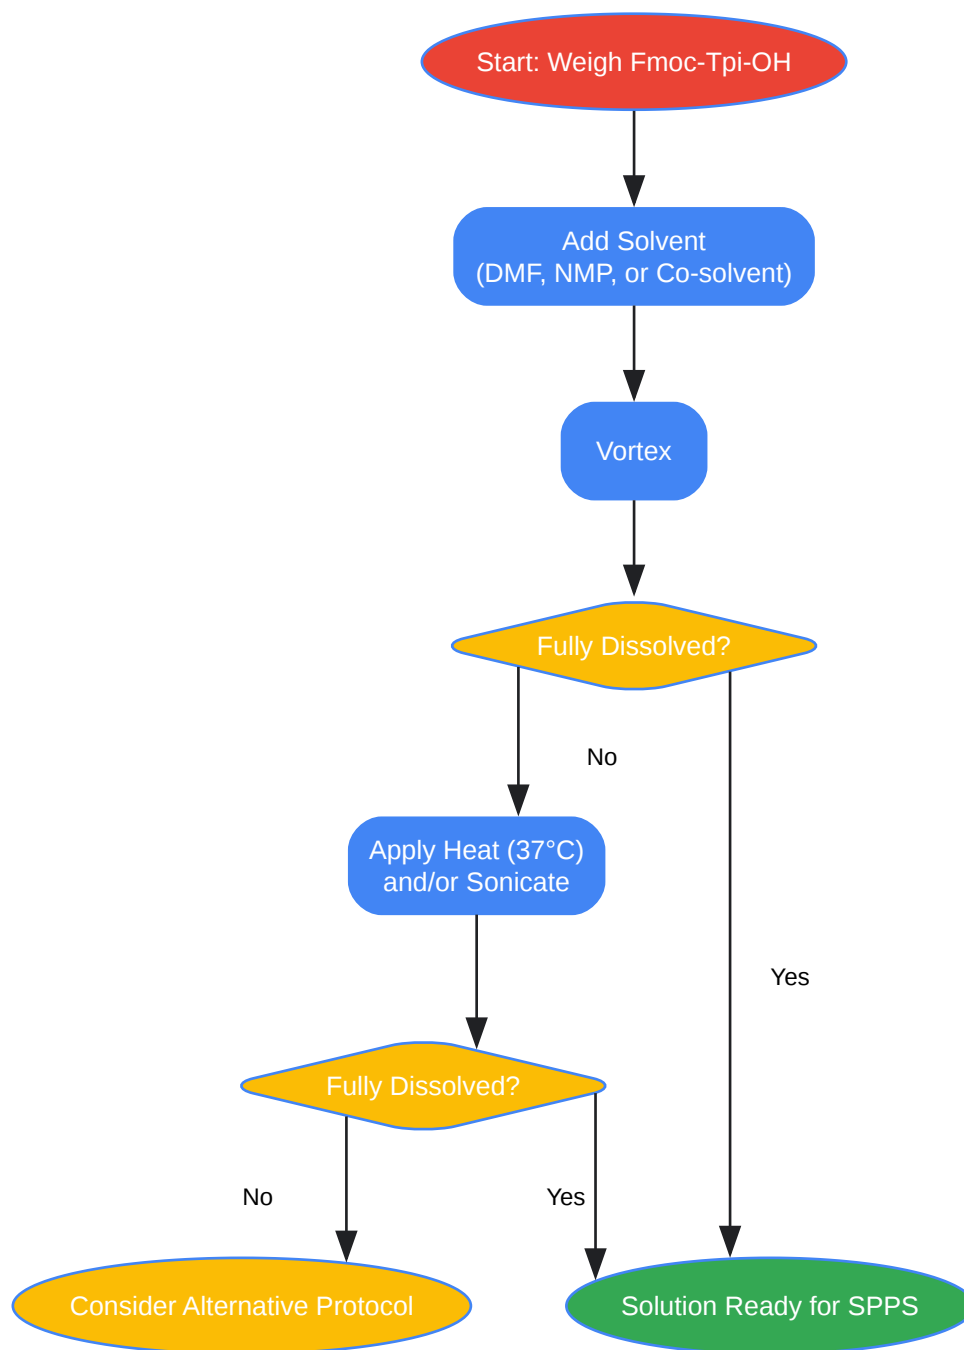 Start: Weigh Fmoc-Tpi-OH
Add Solvent
(DMF, NMP, or Co-solvent)
Vortex
Fully Dissolved?
No
Apply Heat (37°C)
and/or Sonicate
Yes
Fully Dissolved?
No
Yes
Consider Alternative Protocol
Solution Ready for SPPS